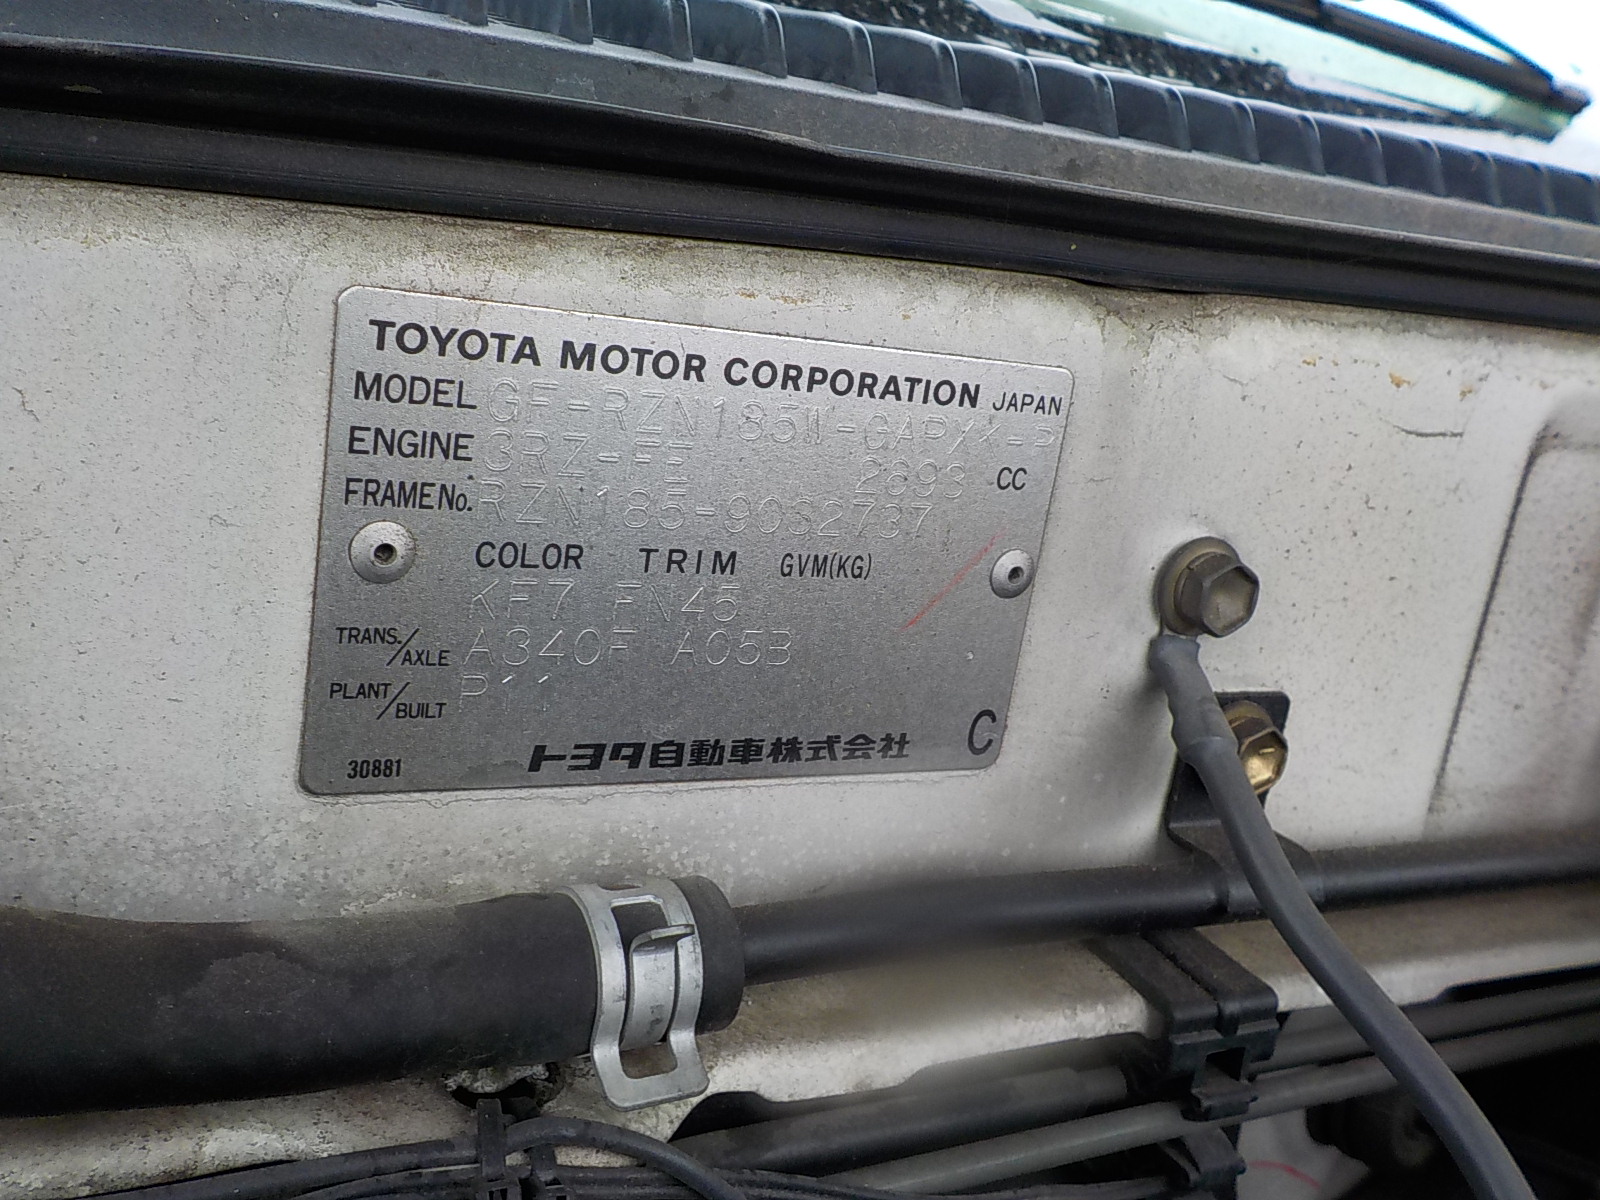 TOYOTA MOTOR CORPORATION JAPAN
MODEL GF-RZN185W-GAPYK-P
ENGINE 3RZ-FE 2693 CC
FRAME No. RZN185-9032737
COLOR TRIM GVM(KG)
KF7 FN45
TRANS./AXLE A340F A05B
PLANT/BUILT P11
30881 トヨタ自動車株式会社 C